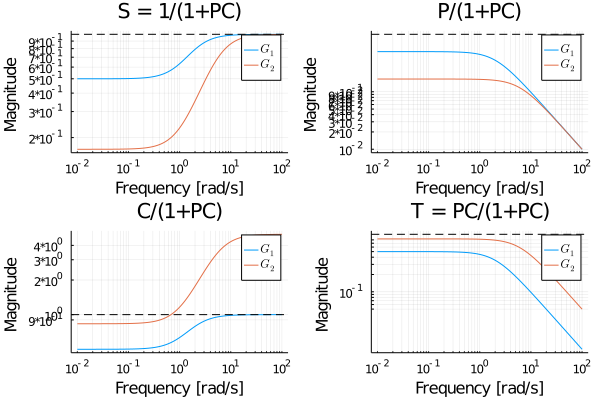 S = 1/(1+PC)
Magnitude
9*10⁻¹
7*10⁻¹
6*10⁻¹
5*10⁻¹
4*10⁻¹
3*10⁻¹
2*10⁻¹
G₁
G₂
10⁻² 10⁻¹ 10⁰ 10¹ 10²
Frequency [rad/s]
P/(1+PC)
Magnitude
10⁻¹
3*10⁻²
2*10⁻²
10⁻²
G₁
G₂
10⁻² 10⁻¹ 10⁰ 10¹ 10²
Frequency [rad/s]
C/(1+PC)
Magnitude
4*10⁰
3*10⁰
2*10⁰
10⁰
9*10⁻¹
G₁
G₂
10⁻² 10⁻¹ 10⁰ 10¹ 10²
Frequency [rad/s]
T = PC/(1+PC)
Magnitude
10⁻¹
G₁
G₂
10⁻² 10⁻¹ 10⁰ 10¹ 10²
Frequency [rad/s]